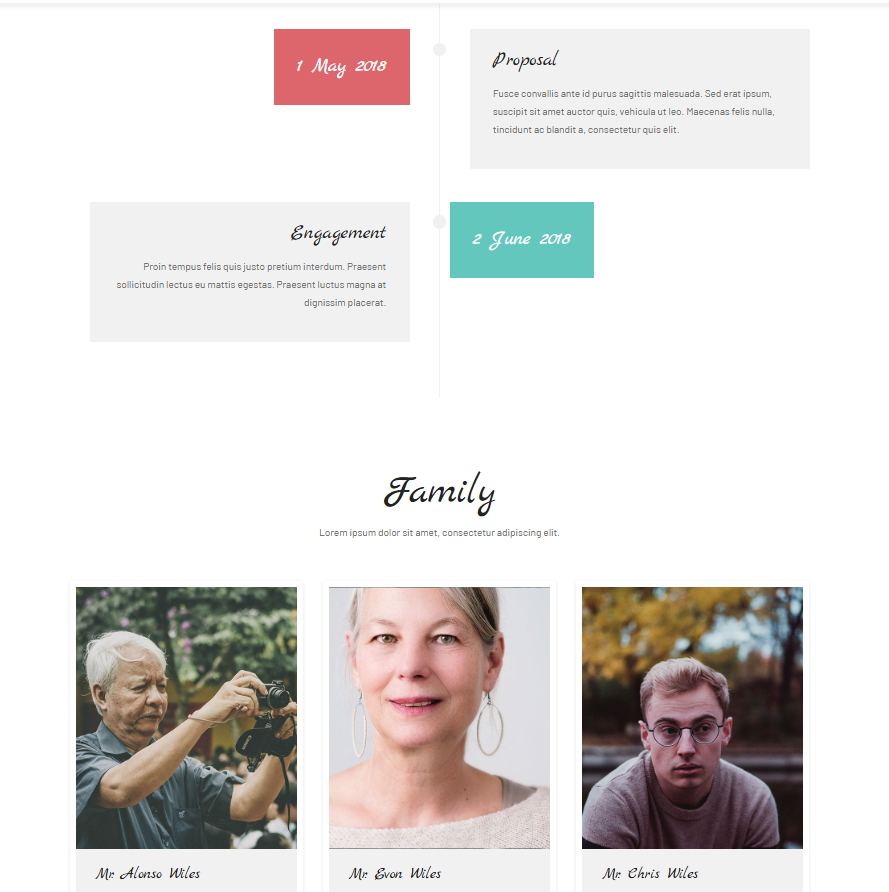 1 May 2018
Proposal
Fusce convallis ante id purus sagittis malesuada. Sed erat ipsum,
suscipit sit amet auctor quis, vehicula ut leo. Maecenas felis nulla,
tincidunt ac blandit a, consectetur quis elit.
Engagement
Proin tempus felis quis justo pretium interdum. Praesent
sollicitudin lectus eu mattis egestas. Praesent luctus magna at
dignissim placerat.
2 June 2018
Family
Lorem ipsum dolor sit amet, consectetur adipiscing elit.
Mr. Alonso Wiles
Mr. Evon Wiles
Mr. Chris Wiles